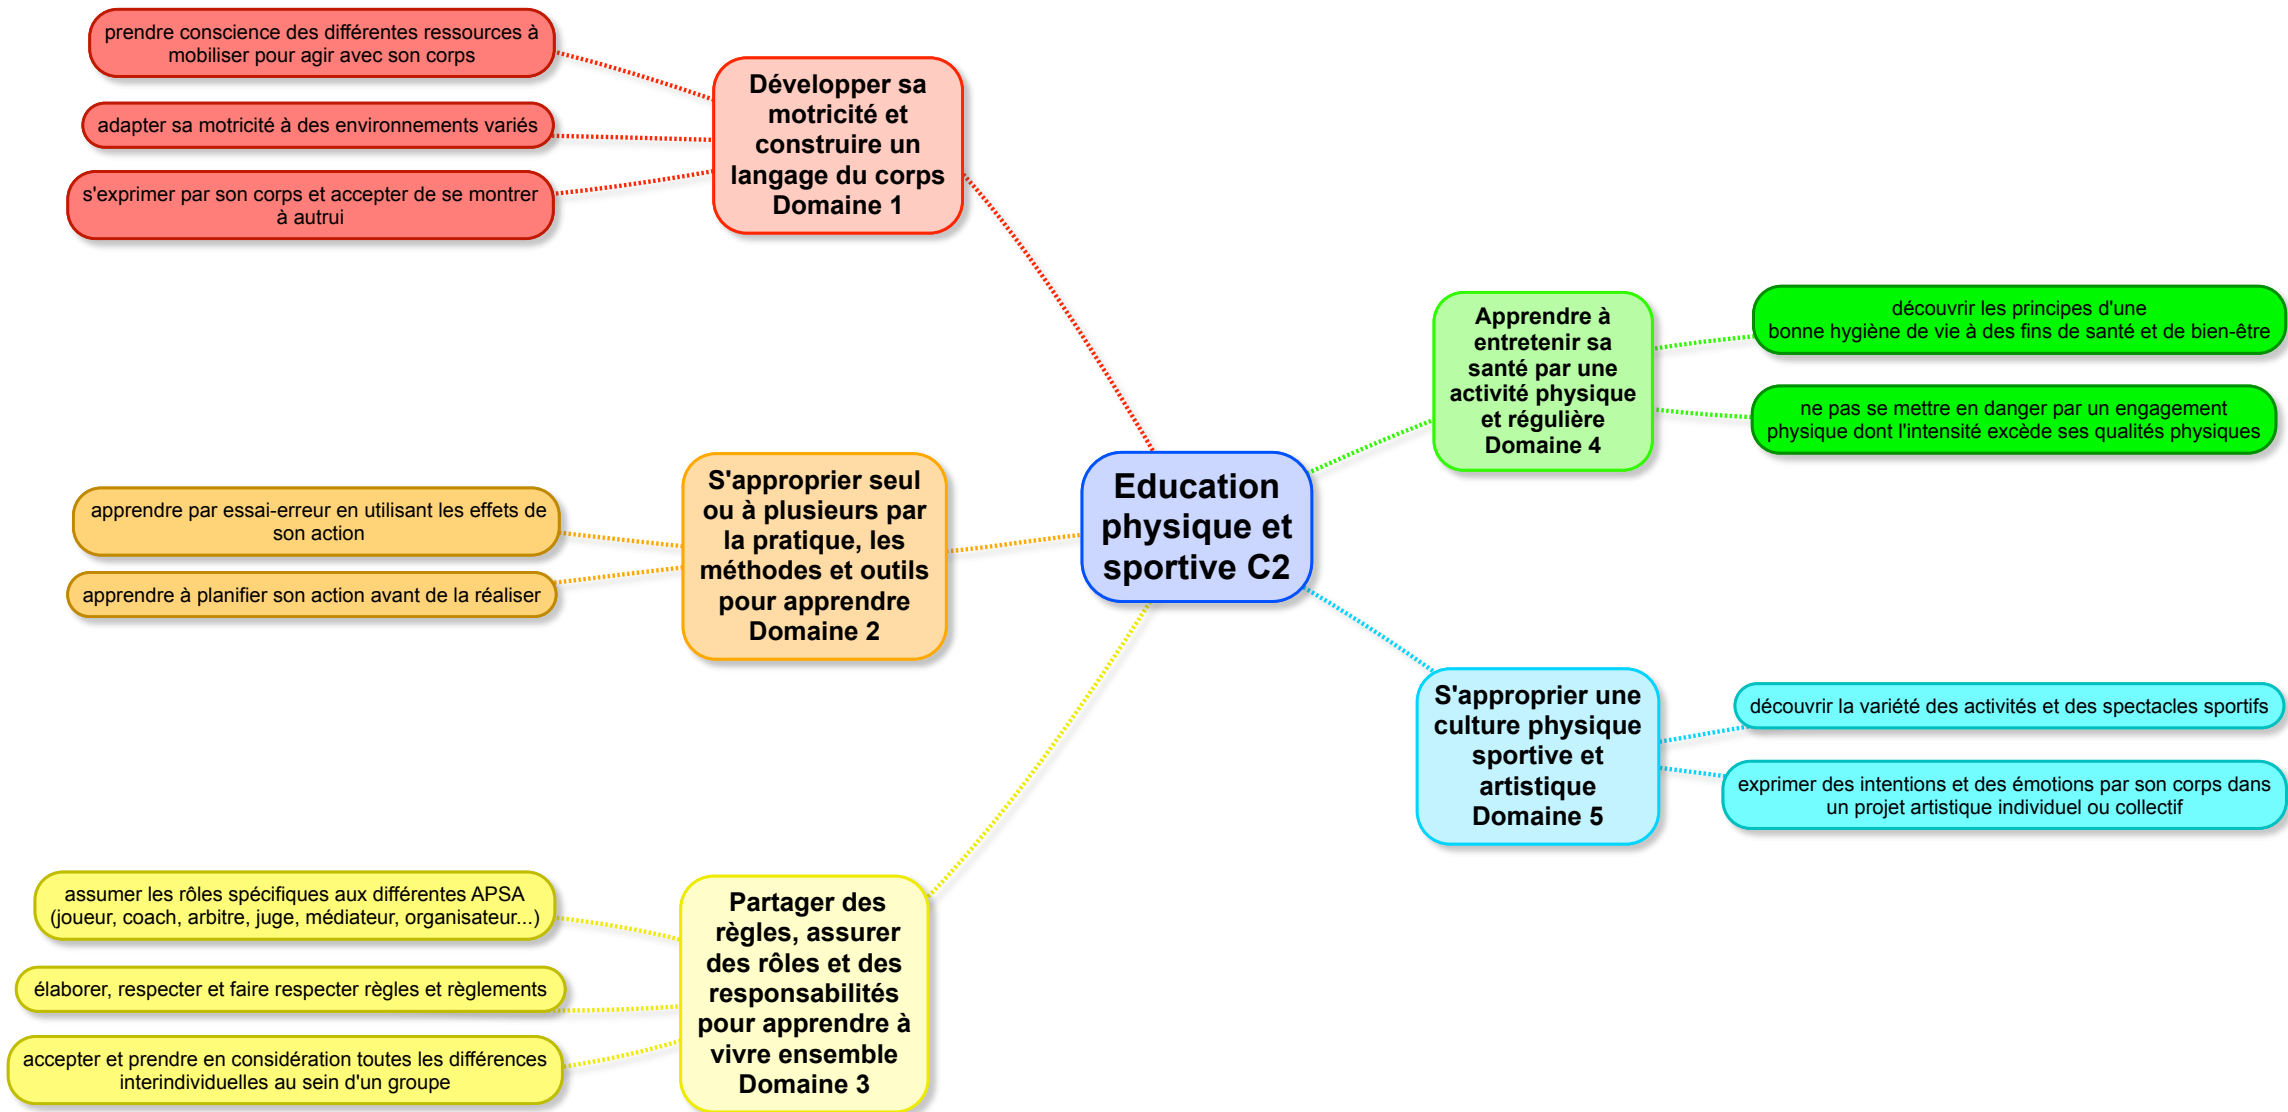 Education
physique et
sportive C2
Développer sa
motricité et
construire un
langage du corps
Domaine 1
prendre conscience des différentes ressources à
mobiliser pour agir avec son corps
adapter sa motricité à des environnements variés
s'exprimer par son corps et accepter de se montrer
à autrui
S'approprier seul
ou à plusieurs par
la pratique, les
méthodes et outils
pour apprendre
Domaine 2
apprendre par essai-erreur en utilisant les effets de
son action
apprendre à planifier son action avant de la réaliser
Partager des
règles, assurer
des rôles et des
responsabilités
pour apprendre à
vivre ensemble
Domaine 3
assumer les rôles spécifiques aux différentes APSA
(joueur, coach, arbitre, juge, médiateur, organisateur...)
élaborer, respecter et faire respecter règles et règlements
accepter et prendre en considération toutes les différences
interindividuelles au sein d'un groupe
Apprendre à
entretenir sa
santé par une
activité physique
et régulière
Domaine 4
découvrir les principes d'une
bonne hygiène de vie à des fins de santé et de bien-être
ne pas se mettre en danger par un engagement
physique dont l'intensité excède ses qualités physiques
S'approprier une
culture physique
sportive et
artistique
Domaine 5
découvrir la variété des activités et des spectacles sportifs
exprimer des intentions et des émotions par son corps dans
un projet artistique individuel ou collectif